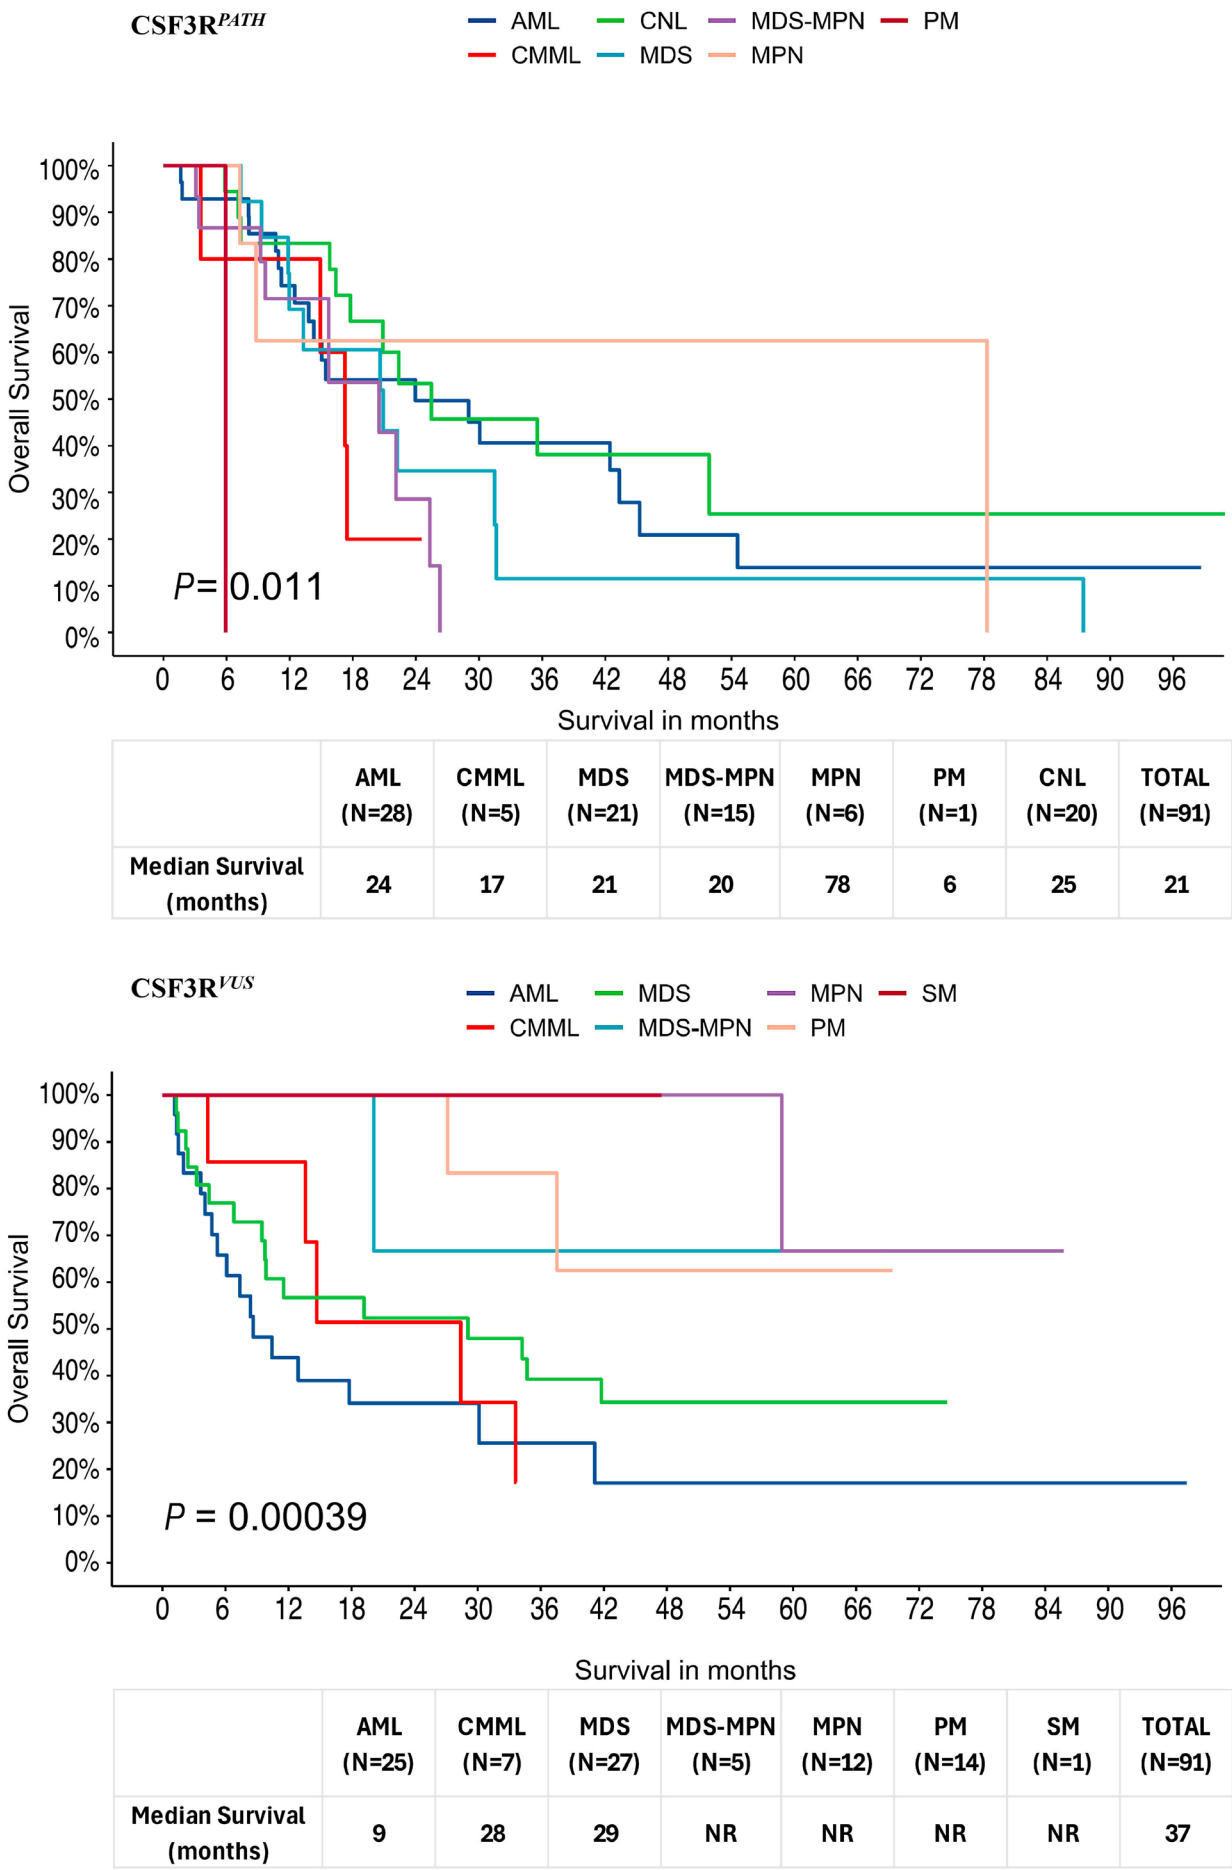 CSF3R^PATH
AML CNL MDS-MPN PM
CMML MDS MPN
100%
90%
80%
70%
60%
50%
40%
30%
20%
10%
0%
Overall Survival
P= 0.011
0 6 12 18 24 30 36 42 48 54 60 66 72 78 84 90 96
Survival in months
AML CMML MDS MDS-MPN MPN PM CNL TOTAL
(N=28) (N=5) (N=21) (N=15) (N=6) (N=1) (N=20) (N=91)
Median Survival
(months)
24 17 21 20 78 6 25 21
CSF3R^VUS
AML MDS MPN SM
CMML MDS-MPN PM
100%
90%
80%
70%
60%
50%
40%
30%
20%
10%
0%
Overall Survival
P = 0.00039
0 6 12 18 24 30 36 42 48 54 60 66 72 78 84 90 96
Survival in months
AML CMML MDS MDS-MPN MPN PM SM TOTAL
(N=25) (N=7) (N=27) (N=5) (N=12) (N=14) (N=1) (N=91)
Median Survival
(months)
9 28 29 NR NR NR NR 37